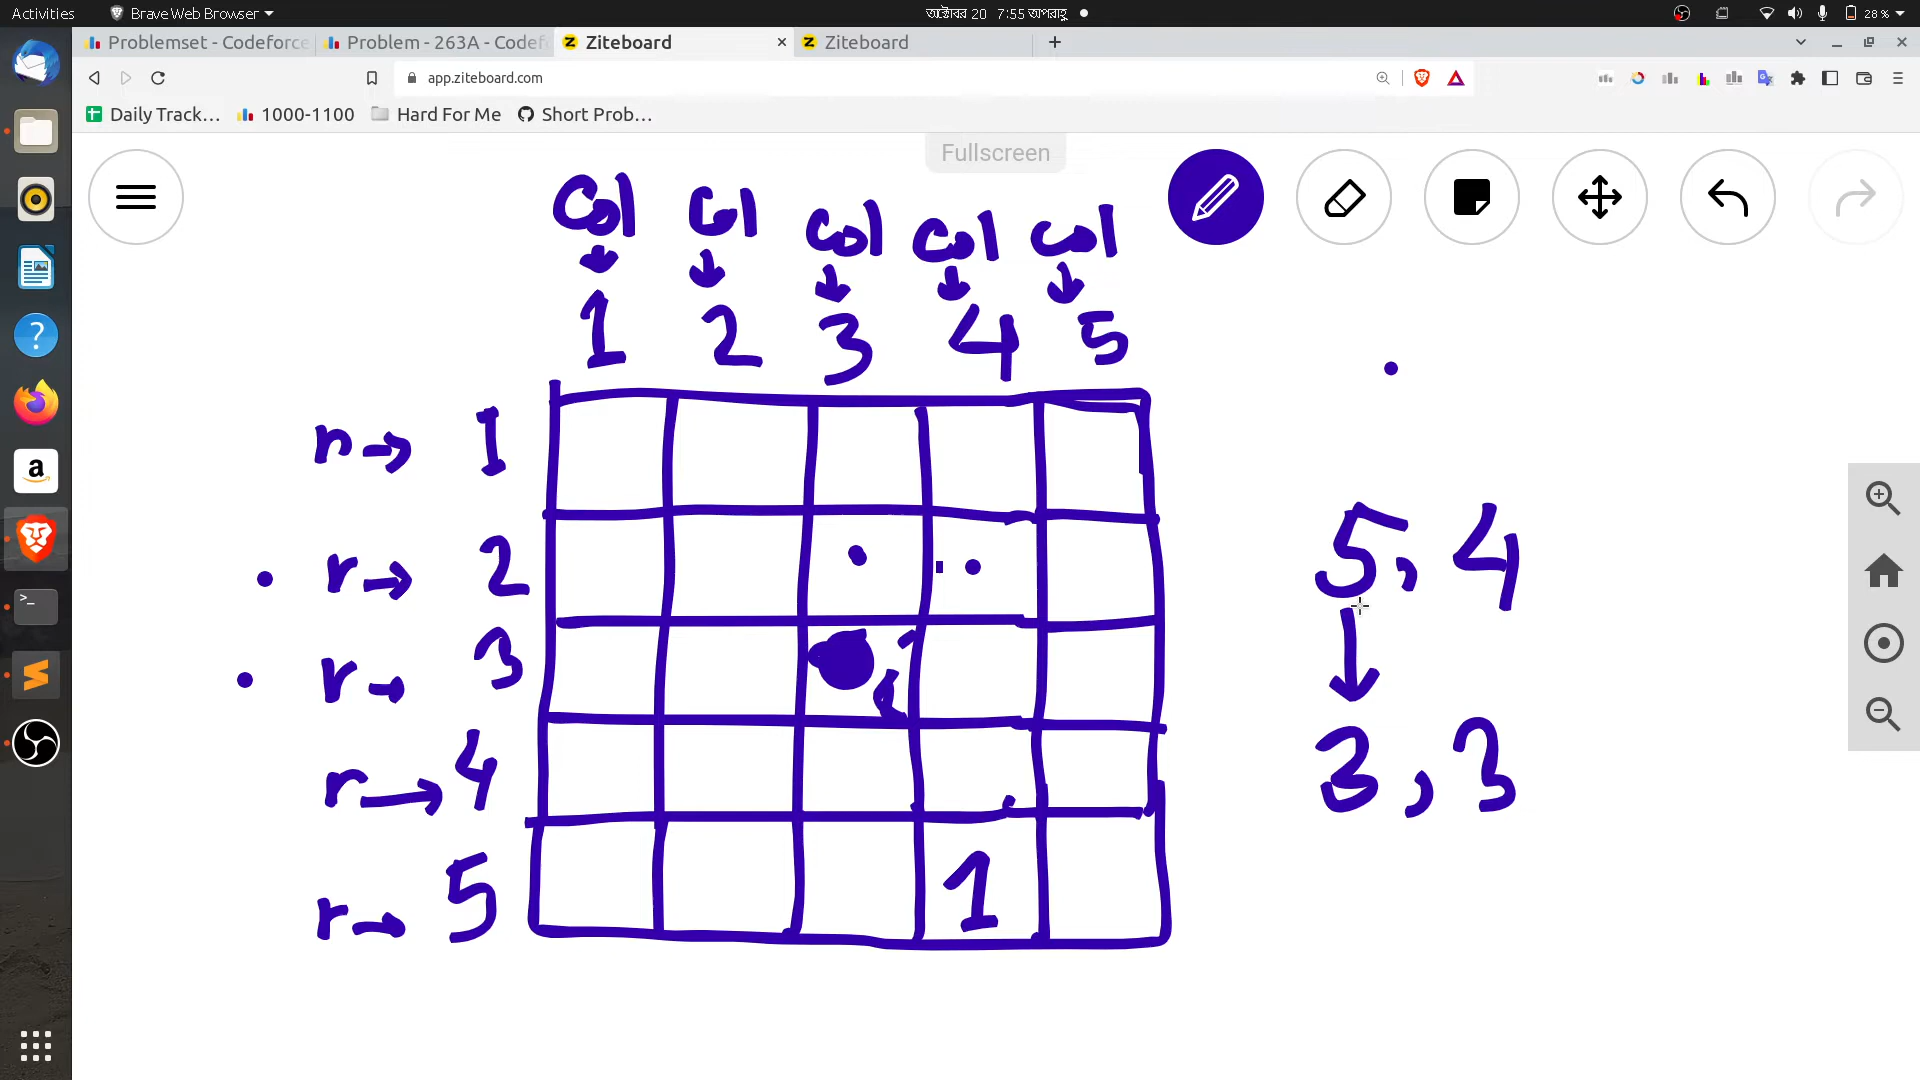 Activities Brave Web Browser অক্টোবর 20 7:55 অপরাহ্ণ 28 %
Problemset - Codeforce Problem - 263A - Codef Ziteboard Ziteboard
app.ziteboard.com
Daily Track... 1000-1100 Hard For Me Short Prob...
Fullscreen
Col Col Col Col Col
1 2 3 4 5
r→ 1
r→ 2
r→ 3
r→ 4
r→ 5 1
5, 4
3, 3